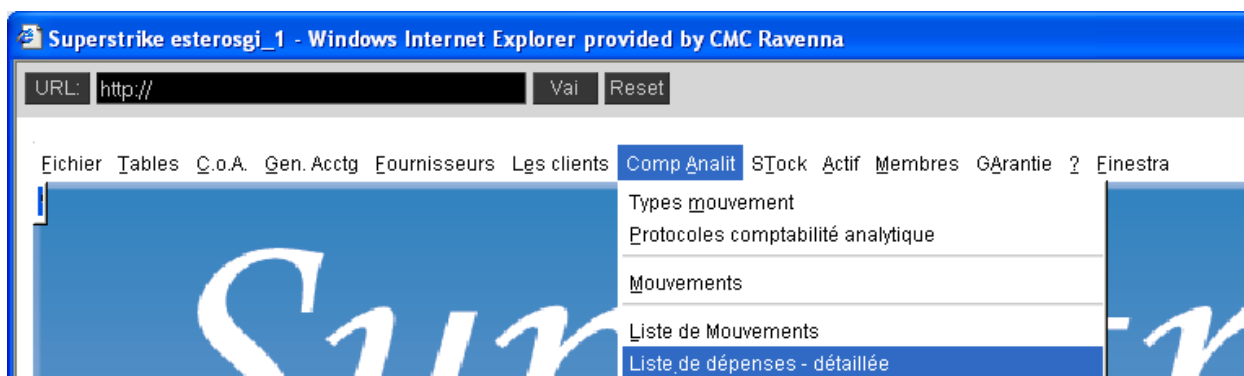 Superstrike esterosgi_1 - Windows Internet Explorer provided by CMC Ravenna
URL: http:// Vai Reset
Fichier Tables C.o.A. Gen. Acctg Fournisseurs Les clients Comp Analit STock Actif Membres GArantie ? Finestra
Types mouvement
Protocoles comptabilité analytique
Mouvements
Liste de Mouvements
Liste de dépenses - détaillée